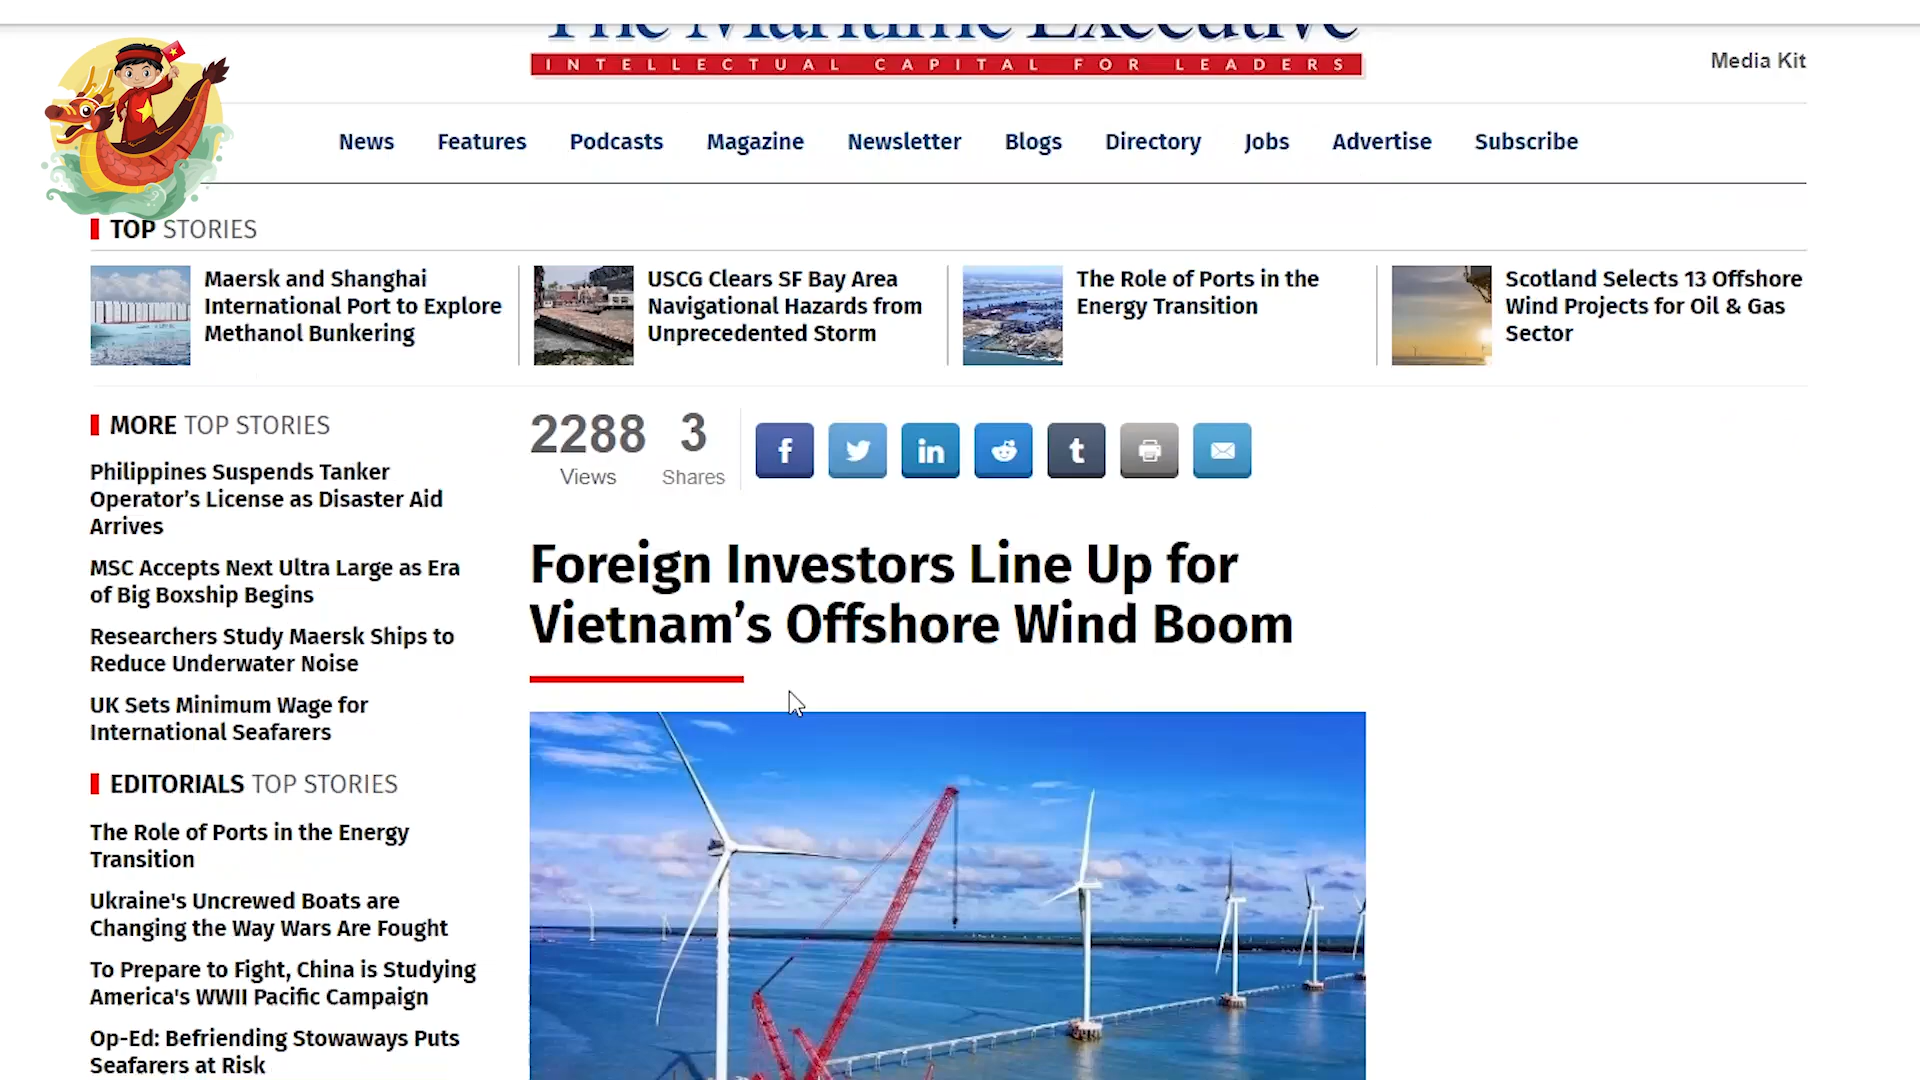 The Maritime Executive
INTELLECTUAL CAPITAL FOR LEADERS
Media Kit
News Features Podcasts Magazine Newsletter Blogs Directory Jobs Advertise Subscribe
TOP STORIES
Maersk and Shanghai
International Port to Explore
Methanol Bunkering
USCG Clears SF Bay Area
Navigational Hazards from
Unprecedented Storm
The Role of Ports in the
Energy Transition
Scotland Selects 13 Offshore
Wind Projects for Oil & Gas
Sector
MORE TOP STORIES
Philippines Suspends Tanker
Operator’s License as Disaster Aid
Arrives
MSC Accepts Next Ultra Large as Era
of Big Boxship Begins
Researchers Study Maersk Ships to
Reduce Underwater Noise
UK Sets Minimum Wage for
International Seafarers
EDITORIALS TOP STORIES
The Role of Ports in the Energy
Transition
Ukraine's Uncrewed Boats are
Changing the Way Wars Are Fought
To Prepare to Fight, China is Studying
America's WWII Pacific Campaign
Op-Ed: Befriending Stowaways Puts
Seafarers at Risk
2288 3
Views Shares
f in t
Foreign Investors Line Up for
Vietnam’s Offshore Wind Boom